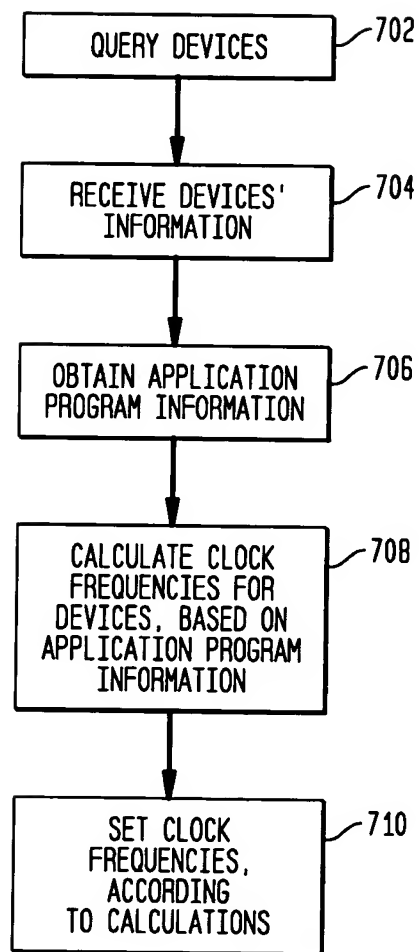 QUERY DEVICES
702
RECEIVE DEVICES'
INFORMATION
704
OBTAIN APPLICATION
PROGRAM INFORMATION
706
CALCULATE CLOCK
FREQUENCIES FOR
DEVICES, BASED ON
APPLICATION PROGRAM
INFORMATION
708
SET CLOCK
FREQUENCIES,
ACCORDING
TO CALCULATIONS
710